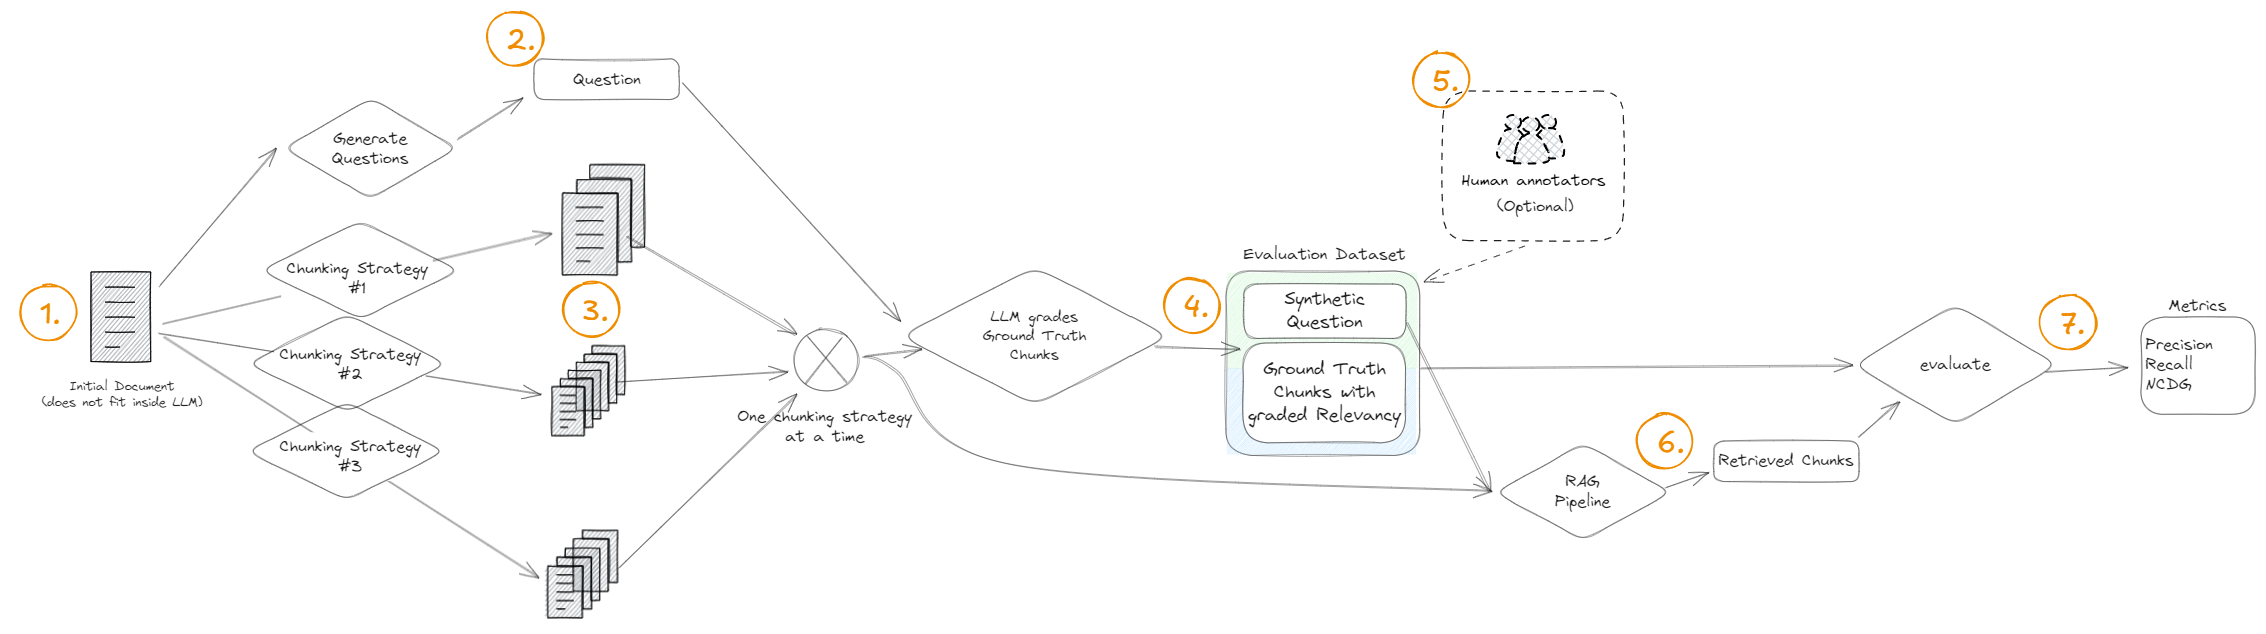 1.
Initial Document
(does not fit inside LLM)
Generate
Questions
2.
Question
Chunking Strategy
#1
Chunking Strategy
#2
Chunking Strategy
#3
3.
One chunking strategy
at a time
LLM grades
Ground Truth
Chunks
4.
Evaluation Dataset
Synthetic
Question
Ground Truth
Chunks with
graded Relevancy
5.
Human annotators
(Optional)
RAG
Pipeline
6.
Retrieved Chunks
evaluate
7.
Metrics
Precision
Recall
NCDG